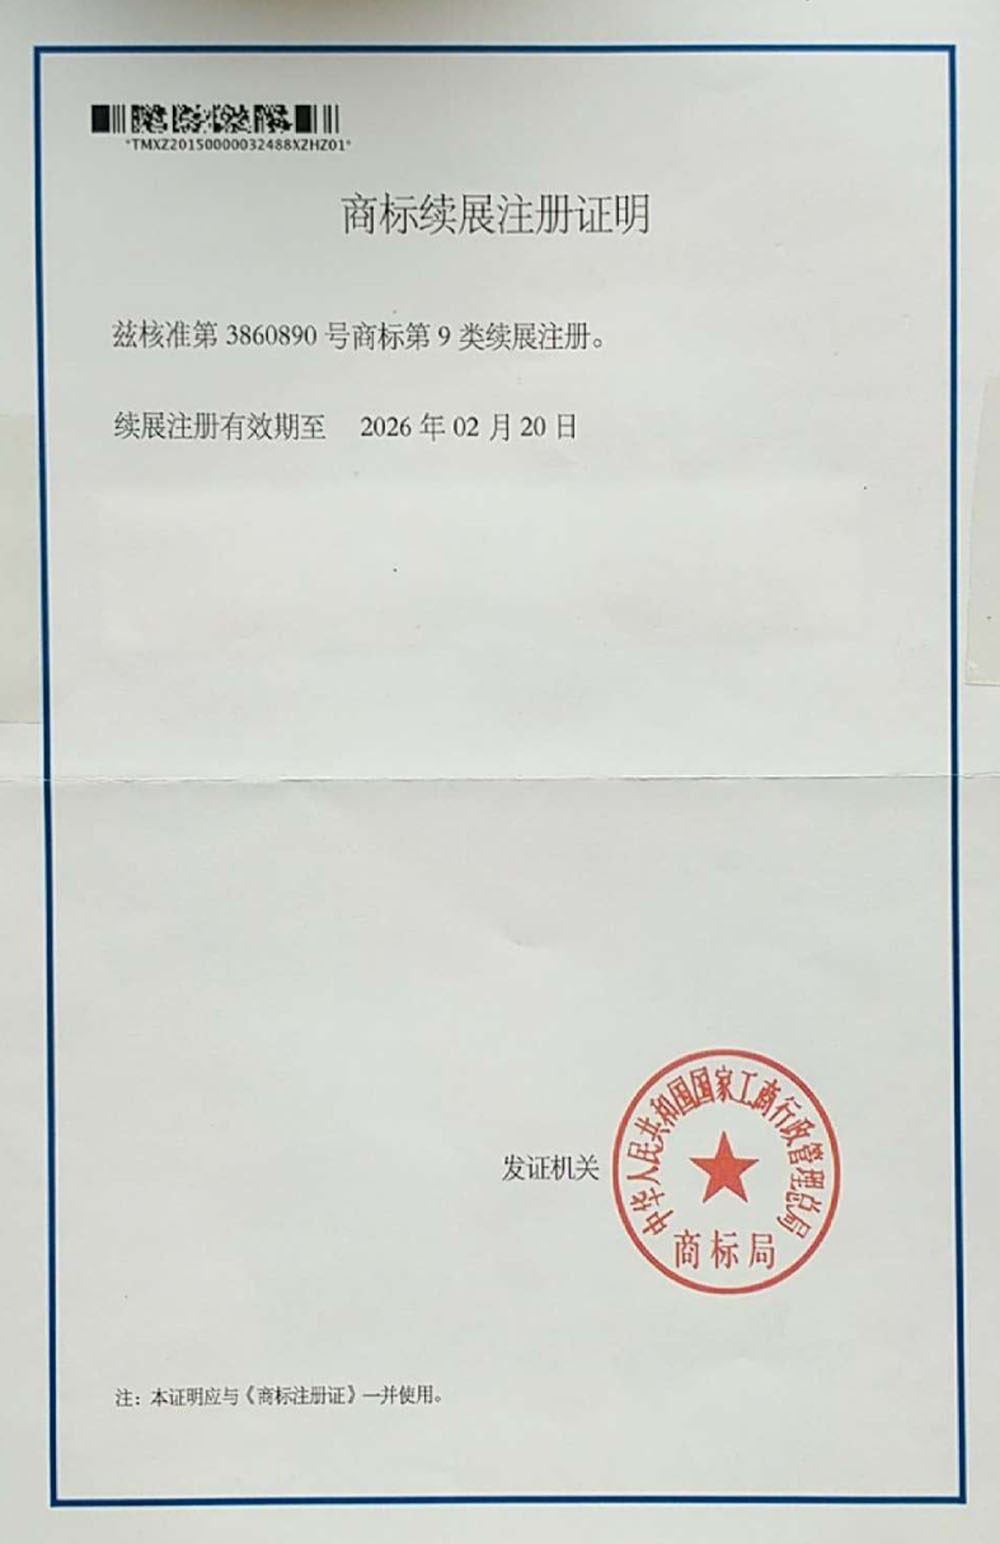 *TMXZ20150000032488XZHZ01*
商标续展注册证明
兹核准第 3860890 号商标第 9 类续展注册。
续展注册有效期至 2026 年 02 月 20 日
发证机关
中华人民共和国国家工商行政管理总局
商标局
注：本证明应与《商标注册证》一并使用。